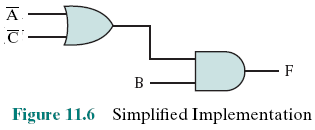 A̅
C̅
B
F
Figure 11.6 Simplified Implementation